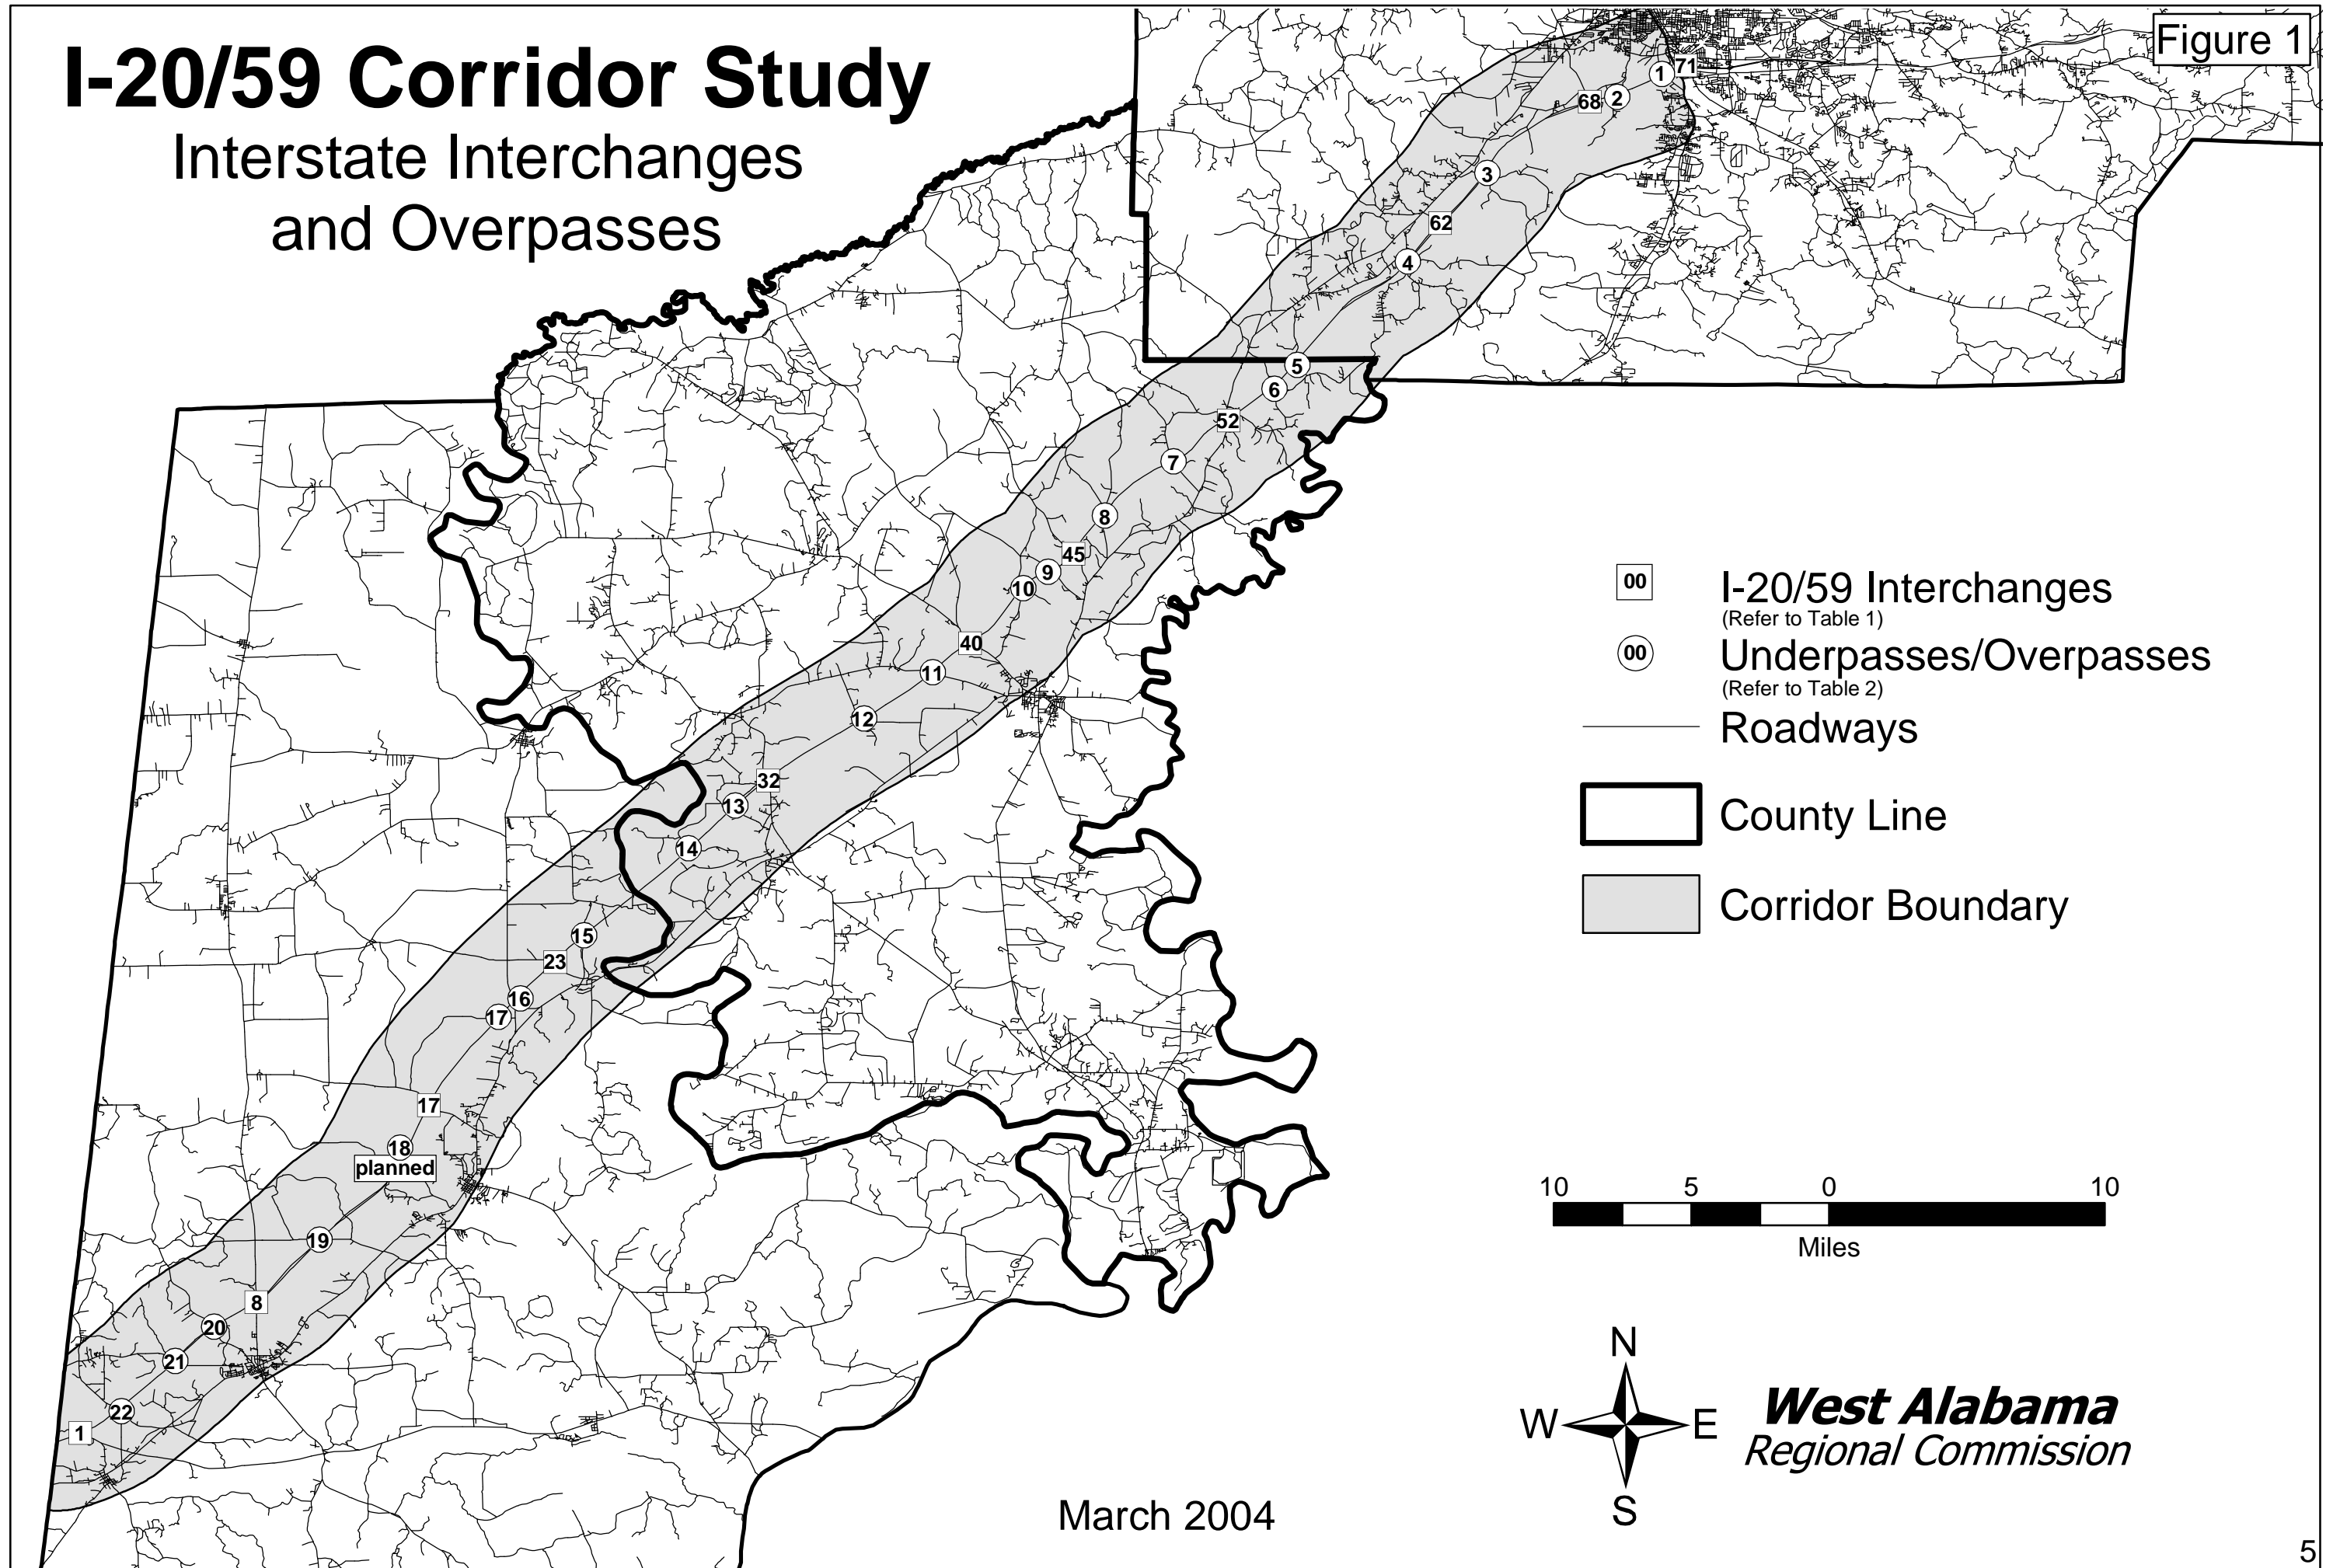 I-20/59 Corridor Study
Interstate Interchanges
and Overpasses
Figure 1
1
71
68
2
3
62
4
5
6
52
7
8
45
9
10
40
11
12
32
13
14
15
23
16
17
17
18
planned
19
8
20
21
22
1
00
I-20/59 Interchanges
(Refer to Table 1)
00
Underpasses/Overpasses
(Refer to Table 2)
Roadways
County Line
Corridor Boundary
10 5 0 10
Miles
N
W E
S
West Alabama
Regional Commission
March 2004
5